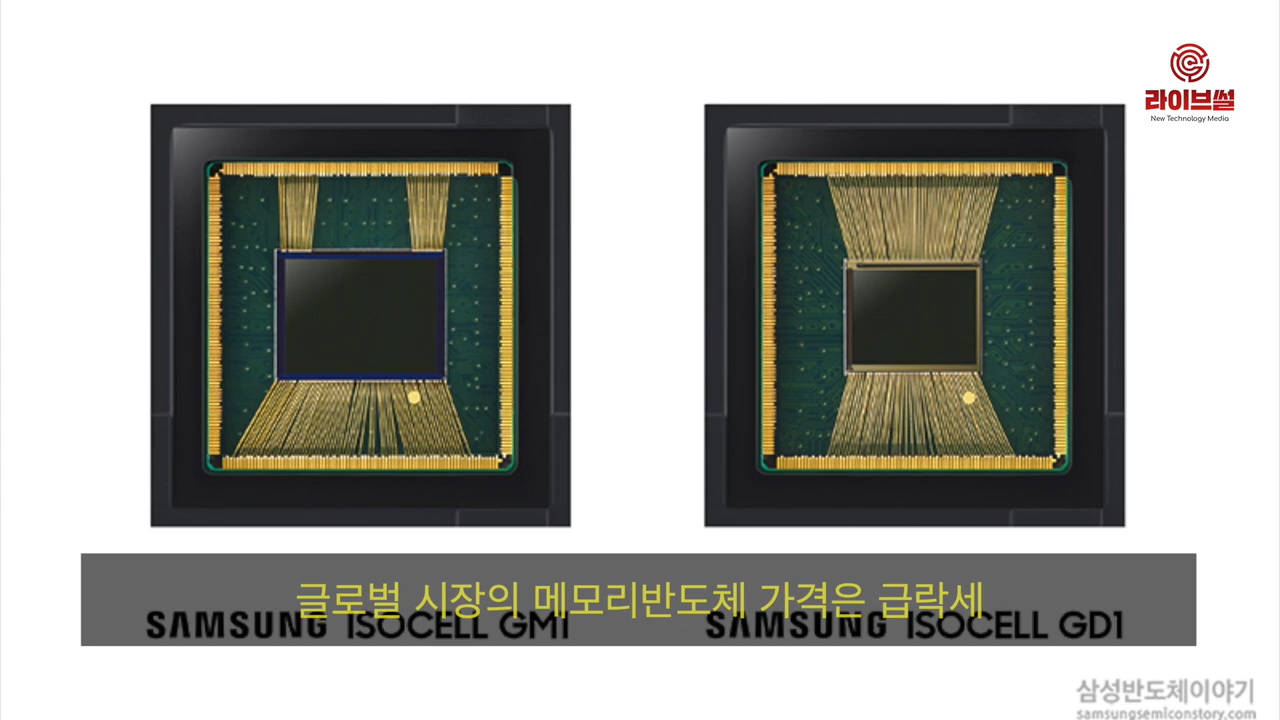 라이브썰
New Technology Media
글로벌 시장의 메모리반도체 가격은 급락세
SAMSUNG ISOCELL GM1
SAMSUNG ISOCELL GD1
삼성반도체이야기
samsungsemiconstory.com